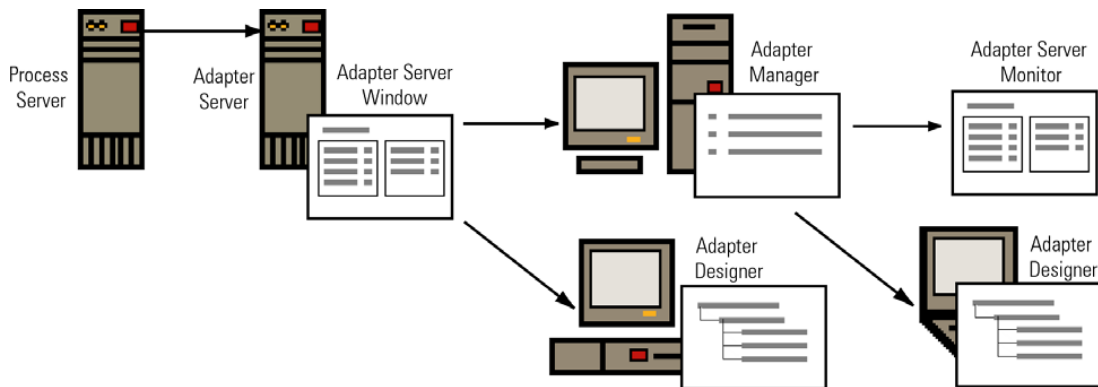 Process
Server
Adapter
Server
Adapter Server
Window
Adapter
Manager
Adapter Server
Monitor
Adapter
Designer
Adapter
Designer